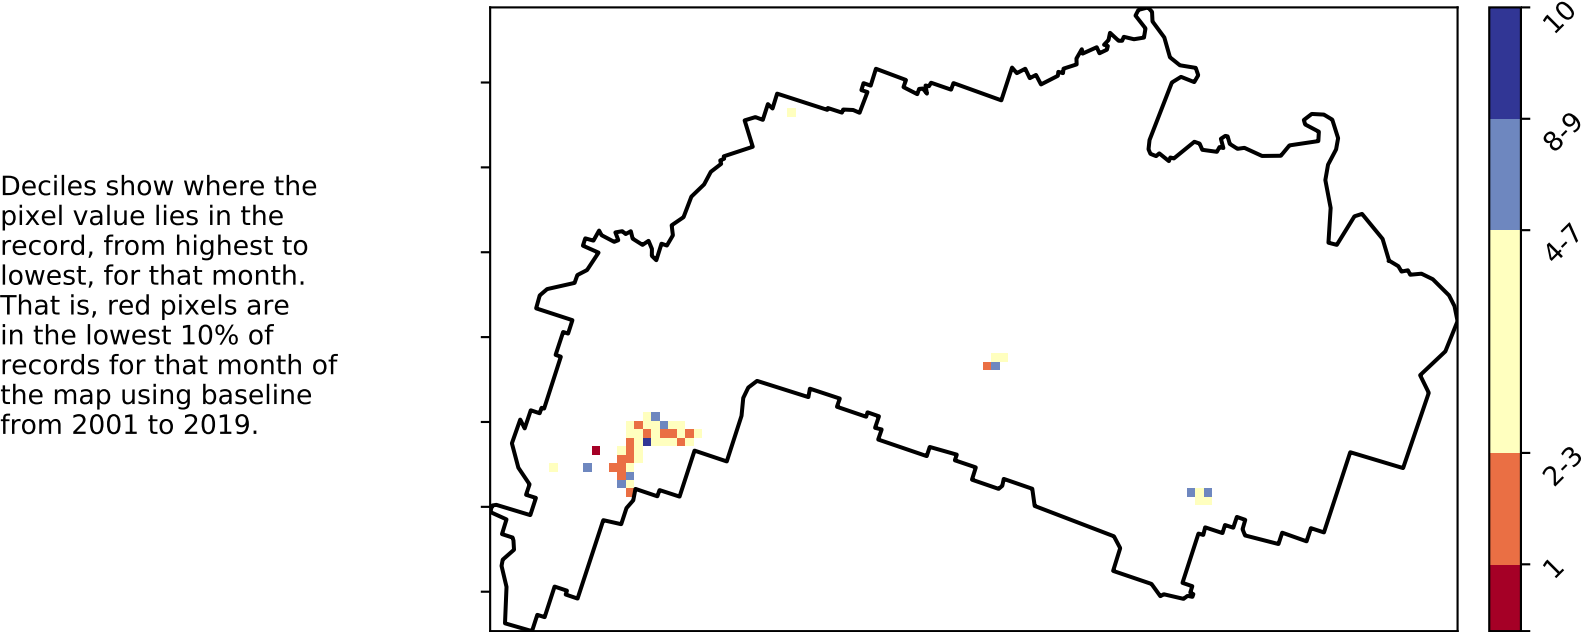 Deciles show where the
pixel value lies in the
record, from highest to
lowest, for that month.
That is, red pixels are
in the lowest 10% of
records for that month of
the map using baseline
from 2001 to 2019.
10
8-9
4-7
2-3
1